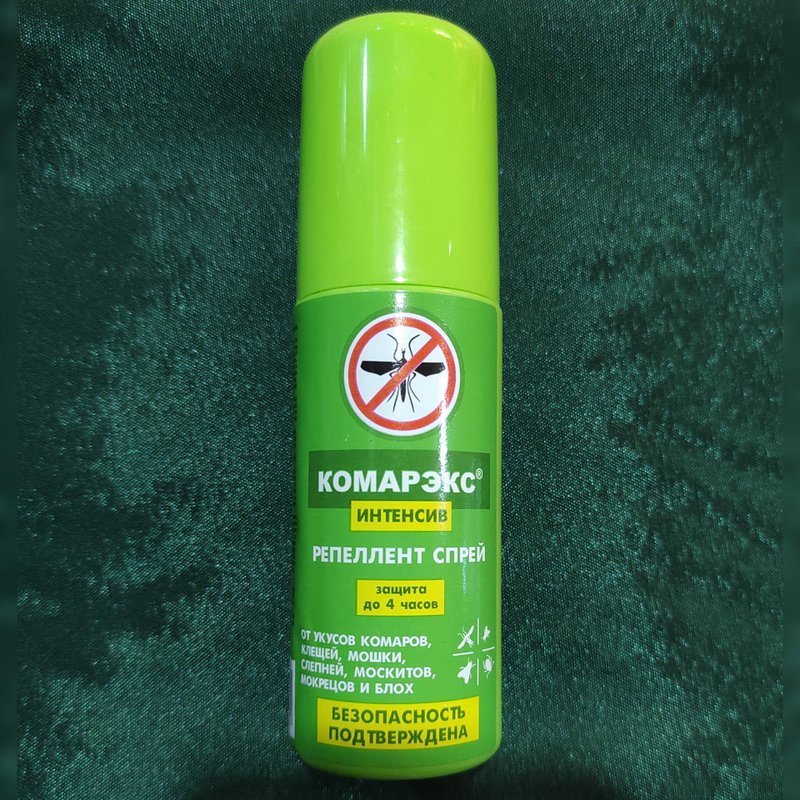 КОМАРЭКС®
ИНТЕНСИВ
РЕПЕЛЛЕНТ СПРЕЙ
защита
до 4 часов
ОТ УКУСОВ КОМАРОВ,
КЛЕЩЕЙ, МОШКИ,
СЛЕПНЕЙ, МОСКИТОВ,
МОКРЕЦОВ И БЛОХ
БЕЗОПАСНОСТЬ
ПОДТВЕРЖДЕНА